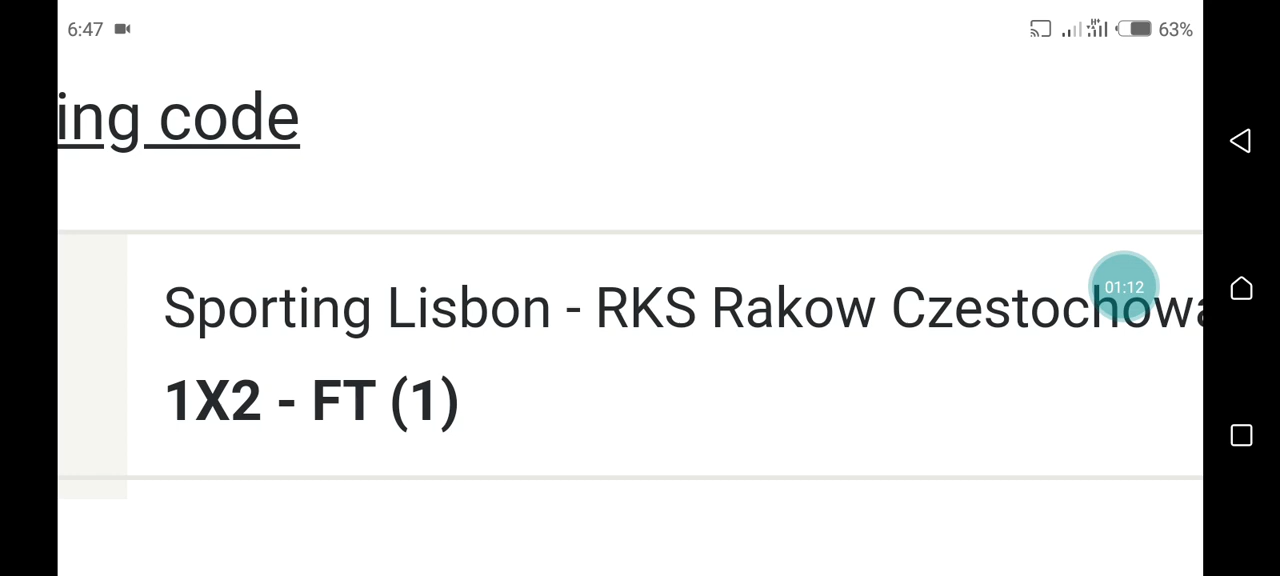 6:47 H+ 63%
ing code
Sporting Lisbon - RKS Rakow Czestochowa
01:12
1X2 - FT (1)